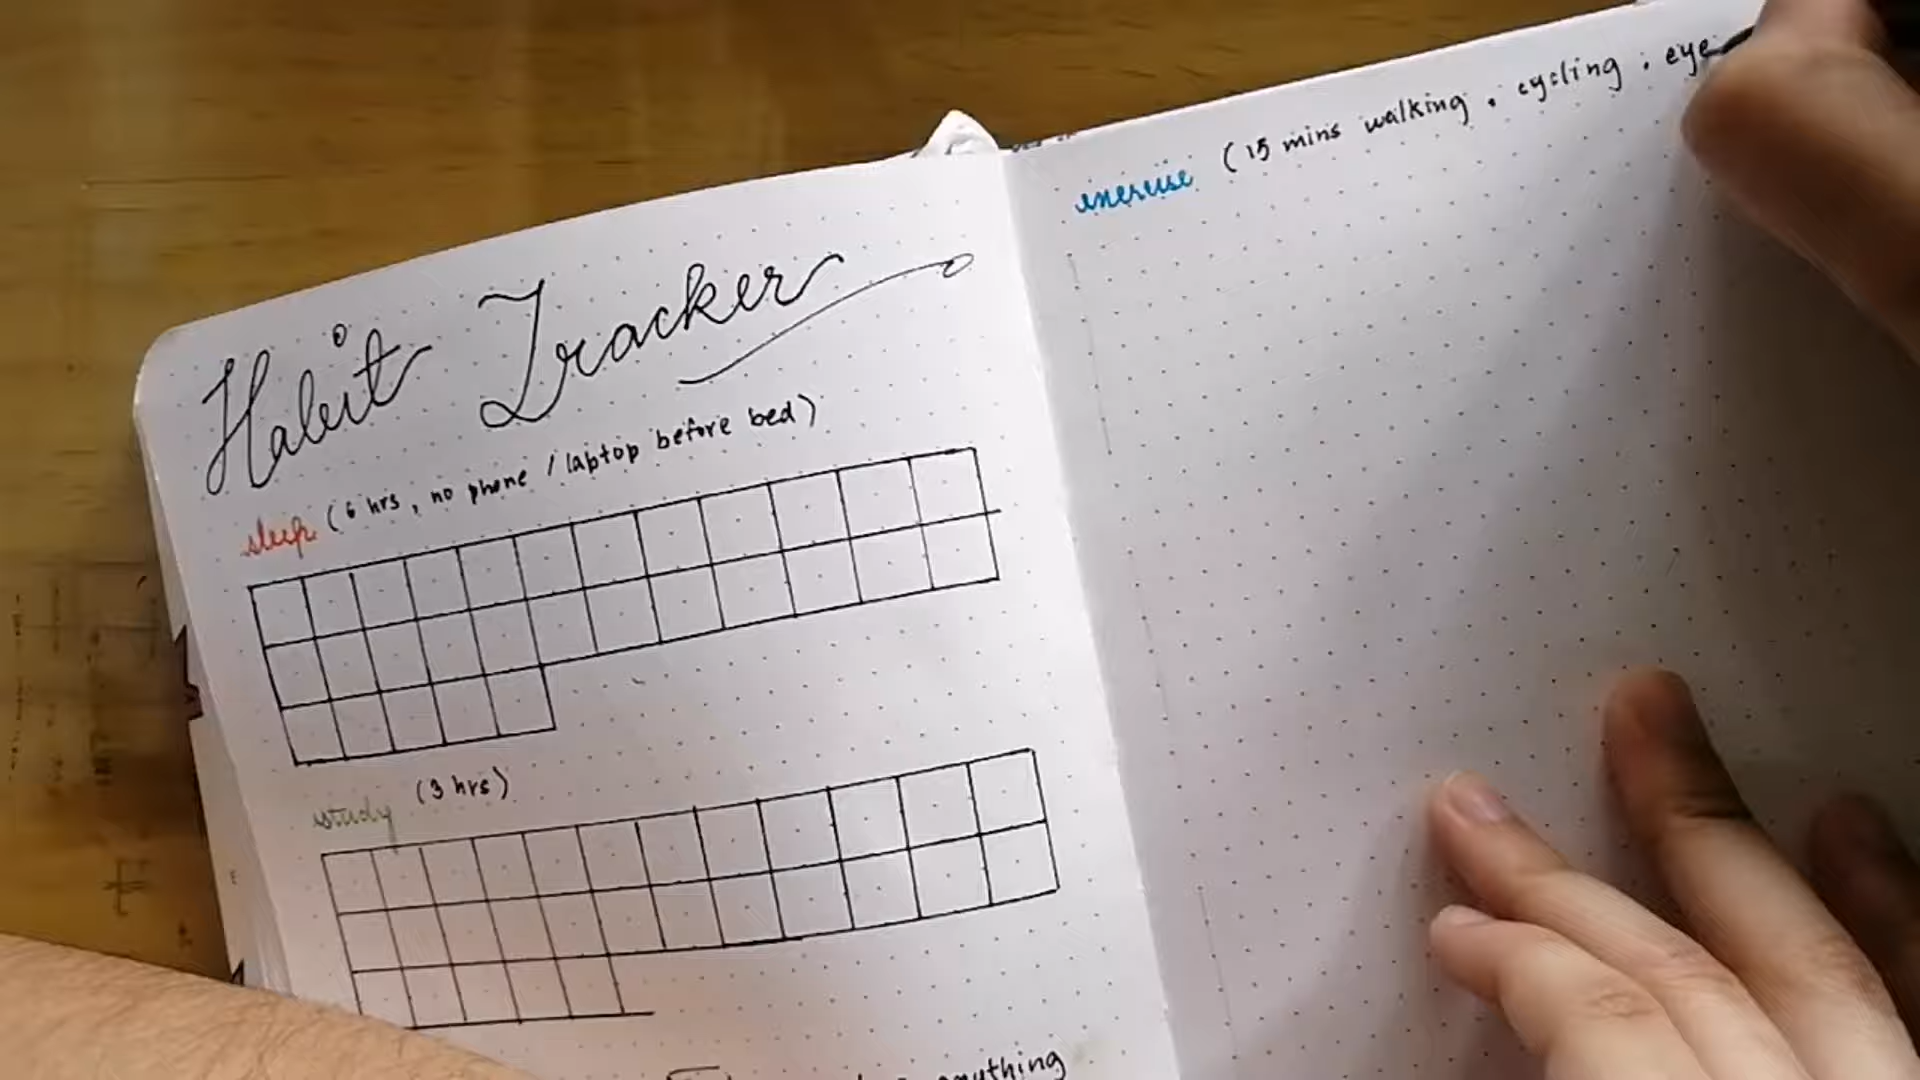 Habit Tracker
sleep (6 hrs, no phone / laptop before bed)
study (3 hrs)
anything
exercise (15 mins walking . cycling . eye